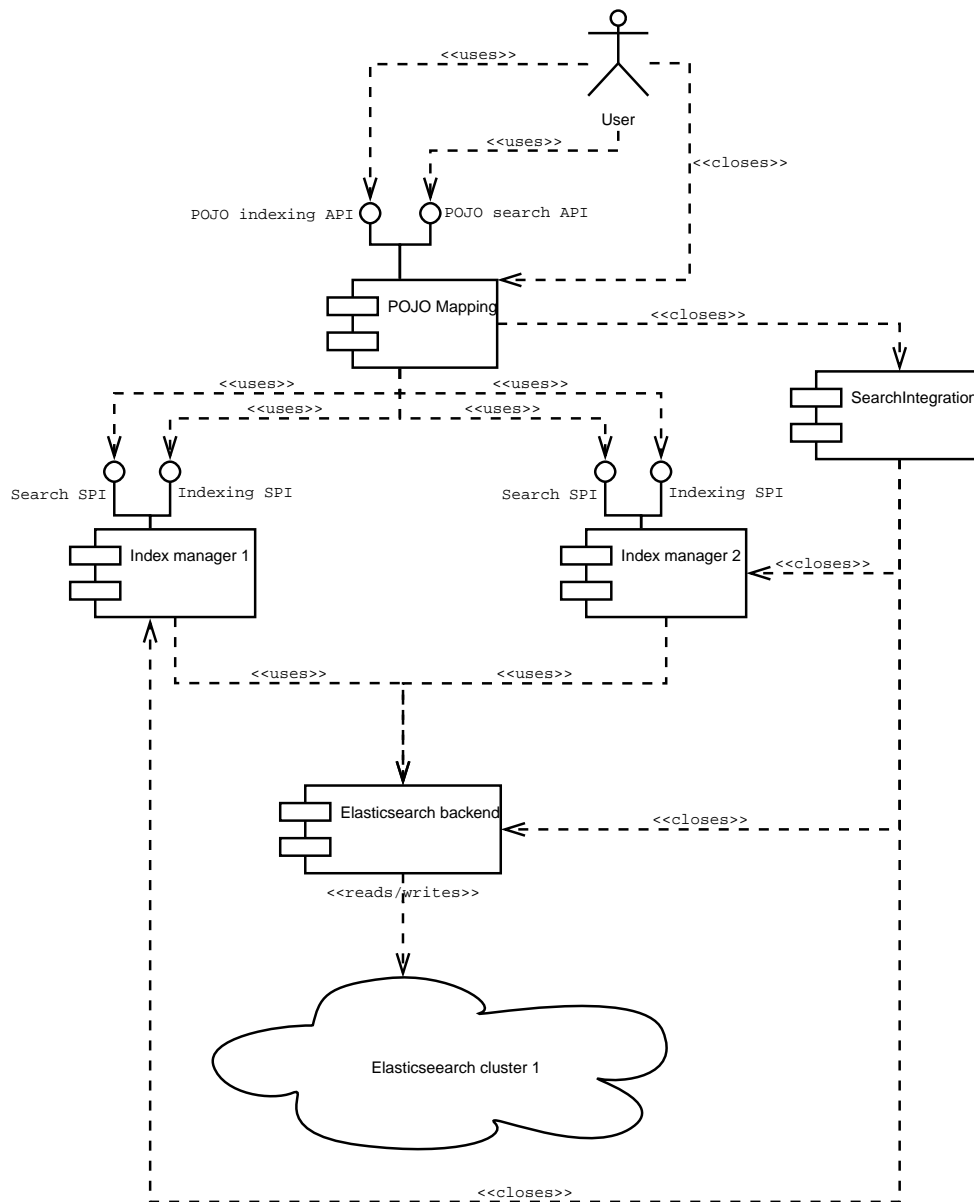 <<uses>>
User
<<uses>>
<<closes>>
POJO indexing API
POJO search API
POJO Mapping
<<closes>>
<<uses>>
<<uses>>
<<uses>>
<<uses>>
SearchIntegration
Search SPI
Indexing SPI
Search SPI
Indexing SPI
Index manager 1
Index manager 2
<<closes>>
<<uses>>
<<uses>>
Elasticsearch backend
<<closes>>
<<reads/writes>>
Elasticseearch cluster 1
<<closes>>